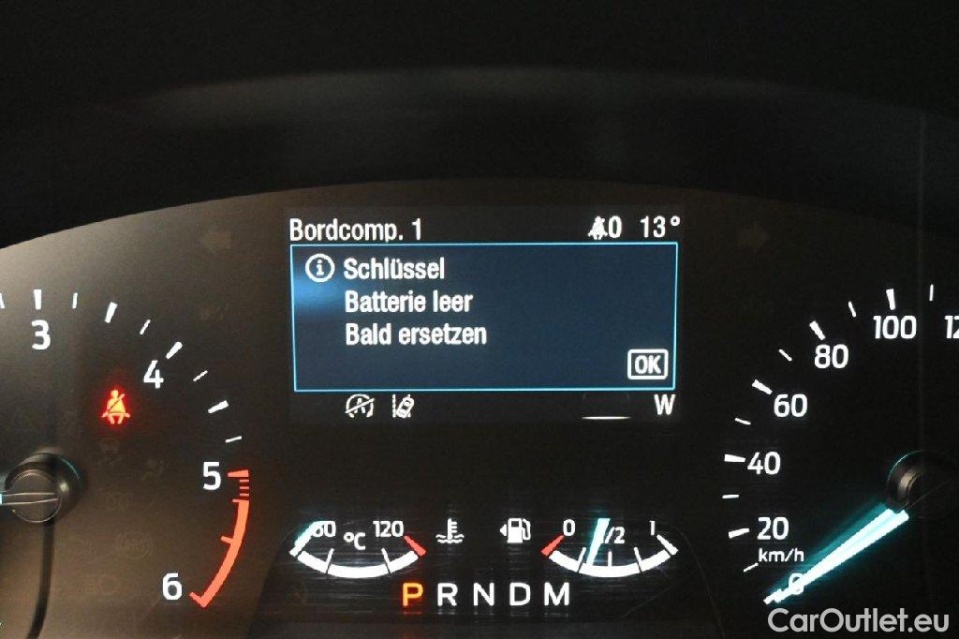 Bordcomp. 1 0 13°
Schlüssel
Batterie leer
Bald ersetzen
OK
W
3
4
5
6
60 °C 120
0 1/2 1
P R N D M
100
80
60
40
20
km/h
0
CarOutlet.eu